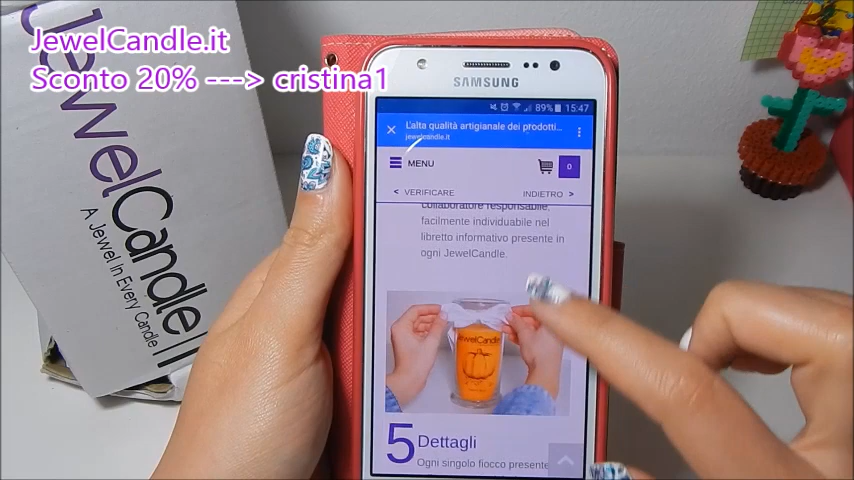 JewelCandle.it
Sconto 20% ---> cristina1
JewelCandle
A Jewel In Every Candle
SAMSUNG
89% 15:47
L'alta qualità artigianale dei prodotti...
jewelcandle.it
MENU
0
< VERIFICARE
INDIETRO >
collaboratore responsabile,
facilmente individuabile nel
libretto informativo presente in
ogni JewelCandle.
JewelCandle
5 Dettagli
Ogni singolo fiocco presente